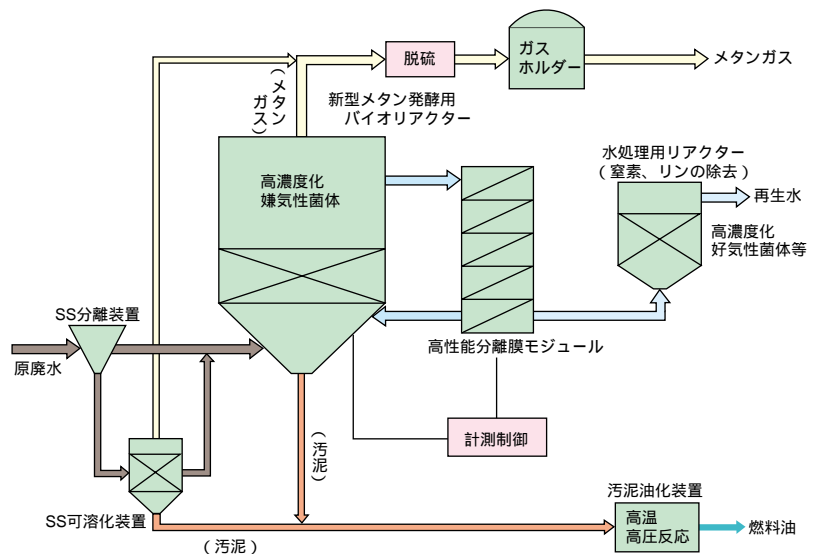 脱硫
ガス
ホルダー
メタンガス
(メタン
ガス)
新型メタン発酵用
バイオリアクター
水処理用リアクター
(窒素、リンの除去)
再生水
高濃度化
嫌気性菌体
高濃度化
好気性菌体等
SS分離装置
原廃水
高性能分離膜モジュール
計測制御
(汚泥)
SS可溶化装置
(汚泥)
汚泥油化装置
高温
高圧反応
燃料油